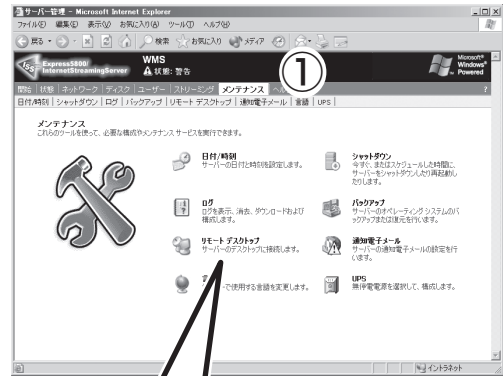 サーバー管理 - Microsoft Internet Explorer
ファイル(F) 編集(E) 表示(V) お気に入り(A) ツール(T) ヘルプ(H)
戻る 検索 お気に入り メディア
Express5800/
InternetStreamingServer
ISS
WMS
状態: 警告
Microsoft
Windows
Powered
①
開始 | 状態 | ネットワーク | ディスク | ユーザー | ストリーミング | メンテナンス
?
日付/時刻 | シャットダウン | ログ | バックアップ | リモート デスクトップ | 通知電子メール | 言語 | UPS |
メンテナンス
これらのツールを使って、必要な構成やメンテナンス サービスを実行できます。
日付/時刻
サーバーの日付と時刻を設定します。
シャットダウン
今すぐ、またはスケジュールした時間に、
サーバーをシャットダウンしたり再起動し
たりします。
ログ
ログを表示、消去、ダウンロードおよび
構成します。
バックアップ
サーバーのオペレーティング システムのバ
ックアップまたは復元を行います。
リモート デスクトップ
サーバーのデスクトップに接続します。
通知電子メール
サーバーの通知電子メールの設定を行
います。
で使用する言語を変更します。
UPS
無停電電源を選択して、構成します。
イントラネット